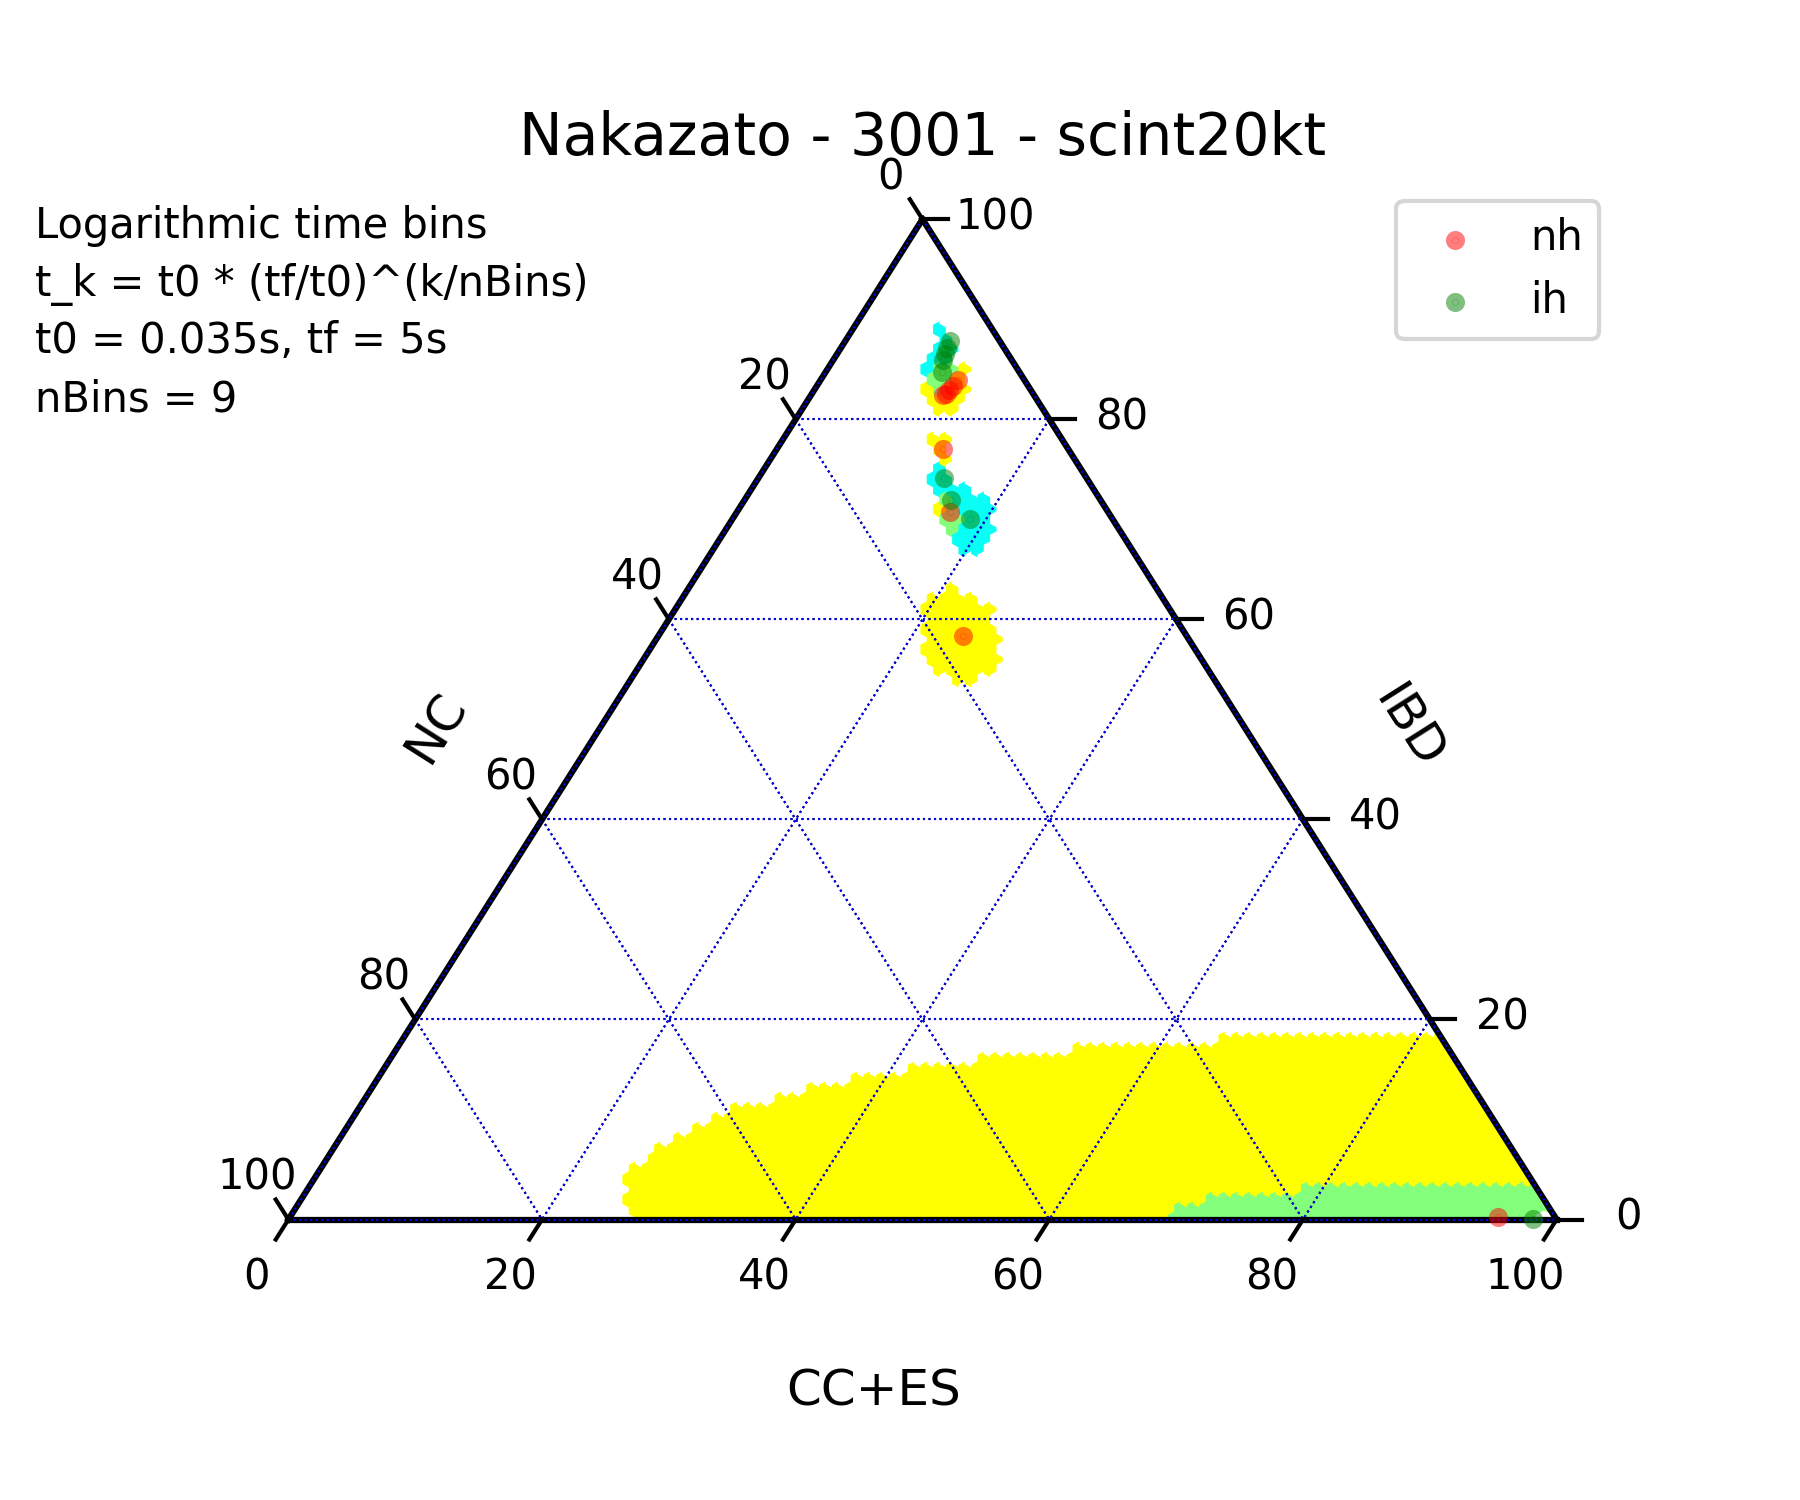 Nakazato - 3001 - scint20kt
Logarithmic time bins
t_k = t0 * (tf/t0)^(k/nBins)
t0 = 0.035s, tf = 5s
nBins = 9
nh
ih
0
20
40
60
80
100
NC
100
80
60
40
20
0
IBD
0
20
40
60
80
100
CC+ES